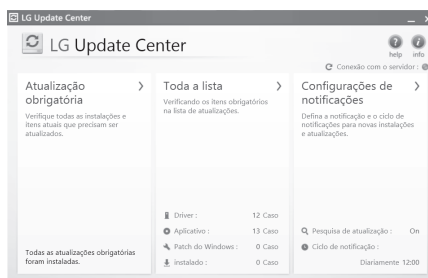 LG Update Center
LG Update Center
help
info
Conexão com o servidor :
Atualização
obrigatória
Verifique todas as instalações e
itens atuais que precisam ser
atualizados.
Todas as atualizações obrigatórias
foram instaladas.
Toda a lista
Verificando os itens obrigatórios
na lista de atualizações.
Driver : 12 Caso
Aplicativo : 13 Caso
Patch do Windows : 0 Caso
instalado : 0 Caso
Configurações de
notificações
Defina a notificação e o ciclo de
notificações para novas instalações
e atualizações.
Pesquisa de atualização : On
Ciclo de notificação :
Diariamente 12:00